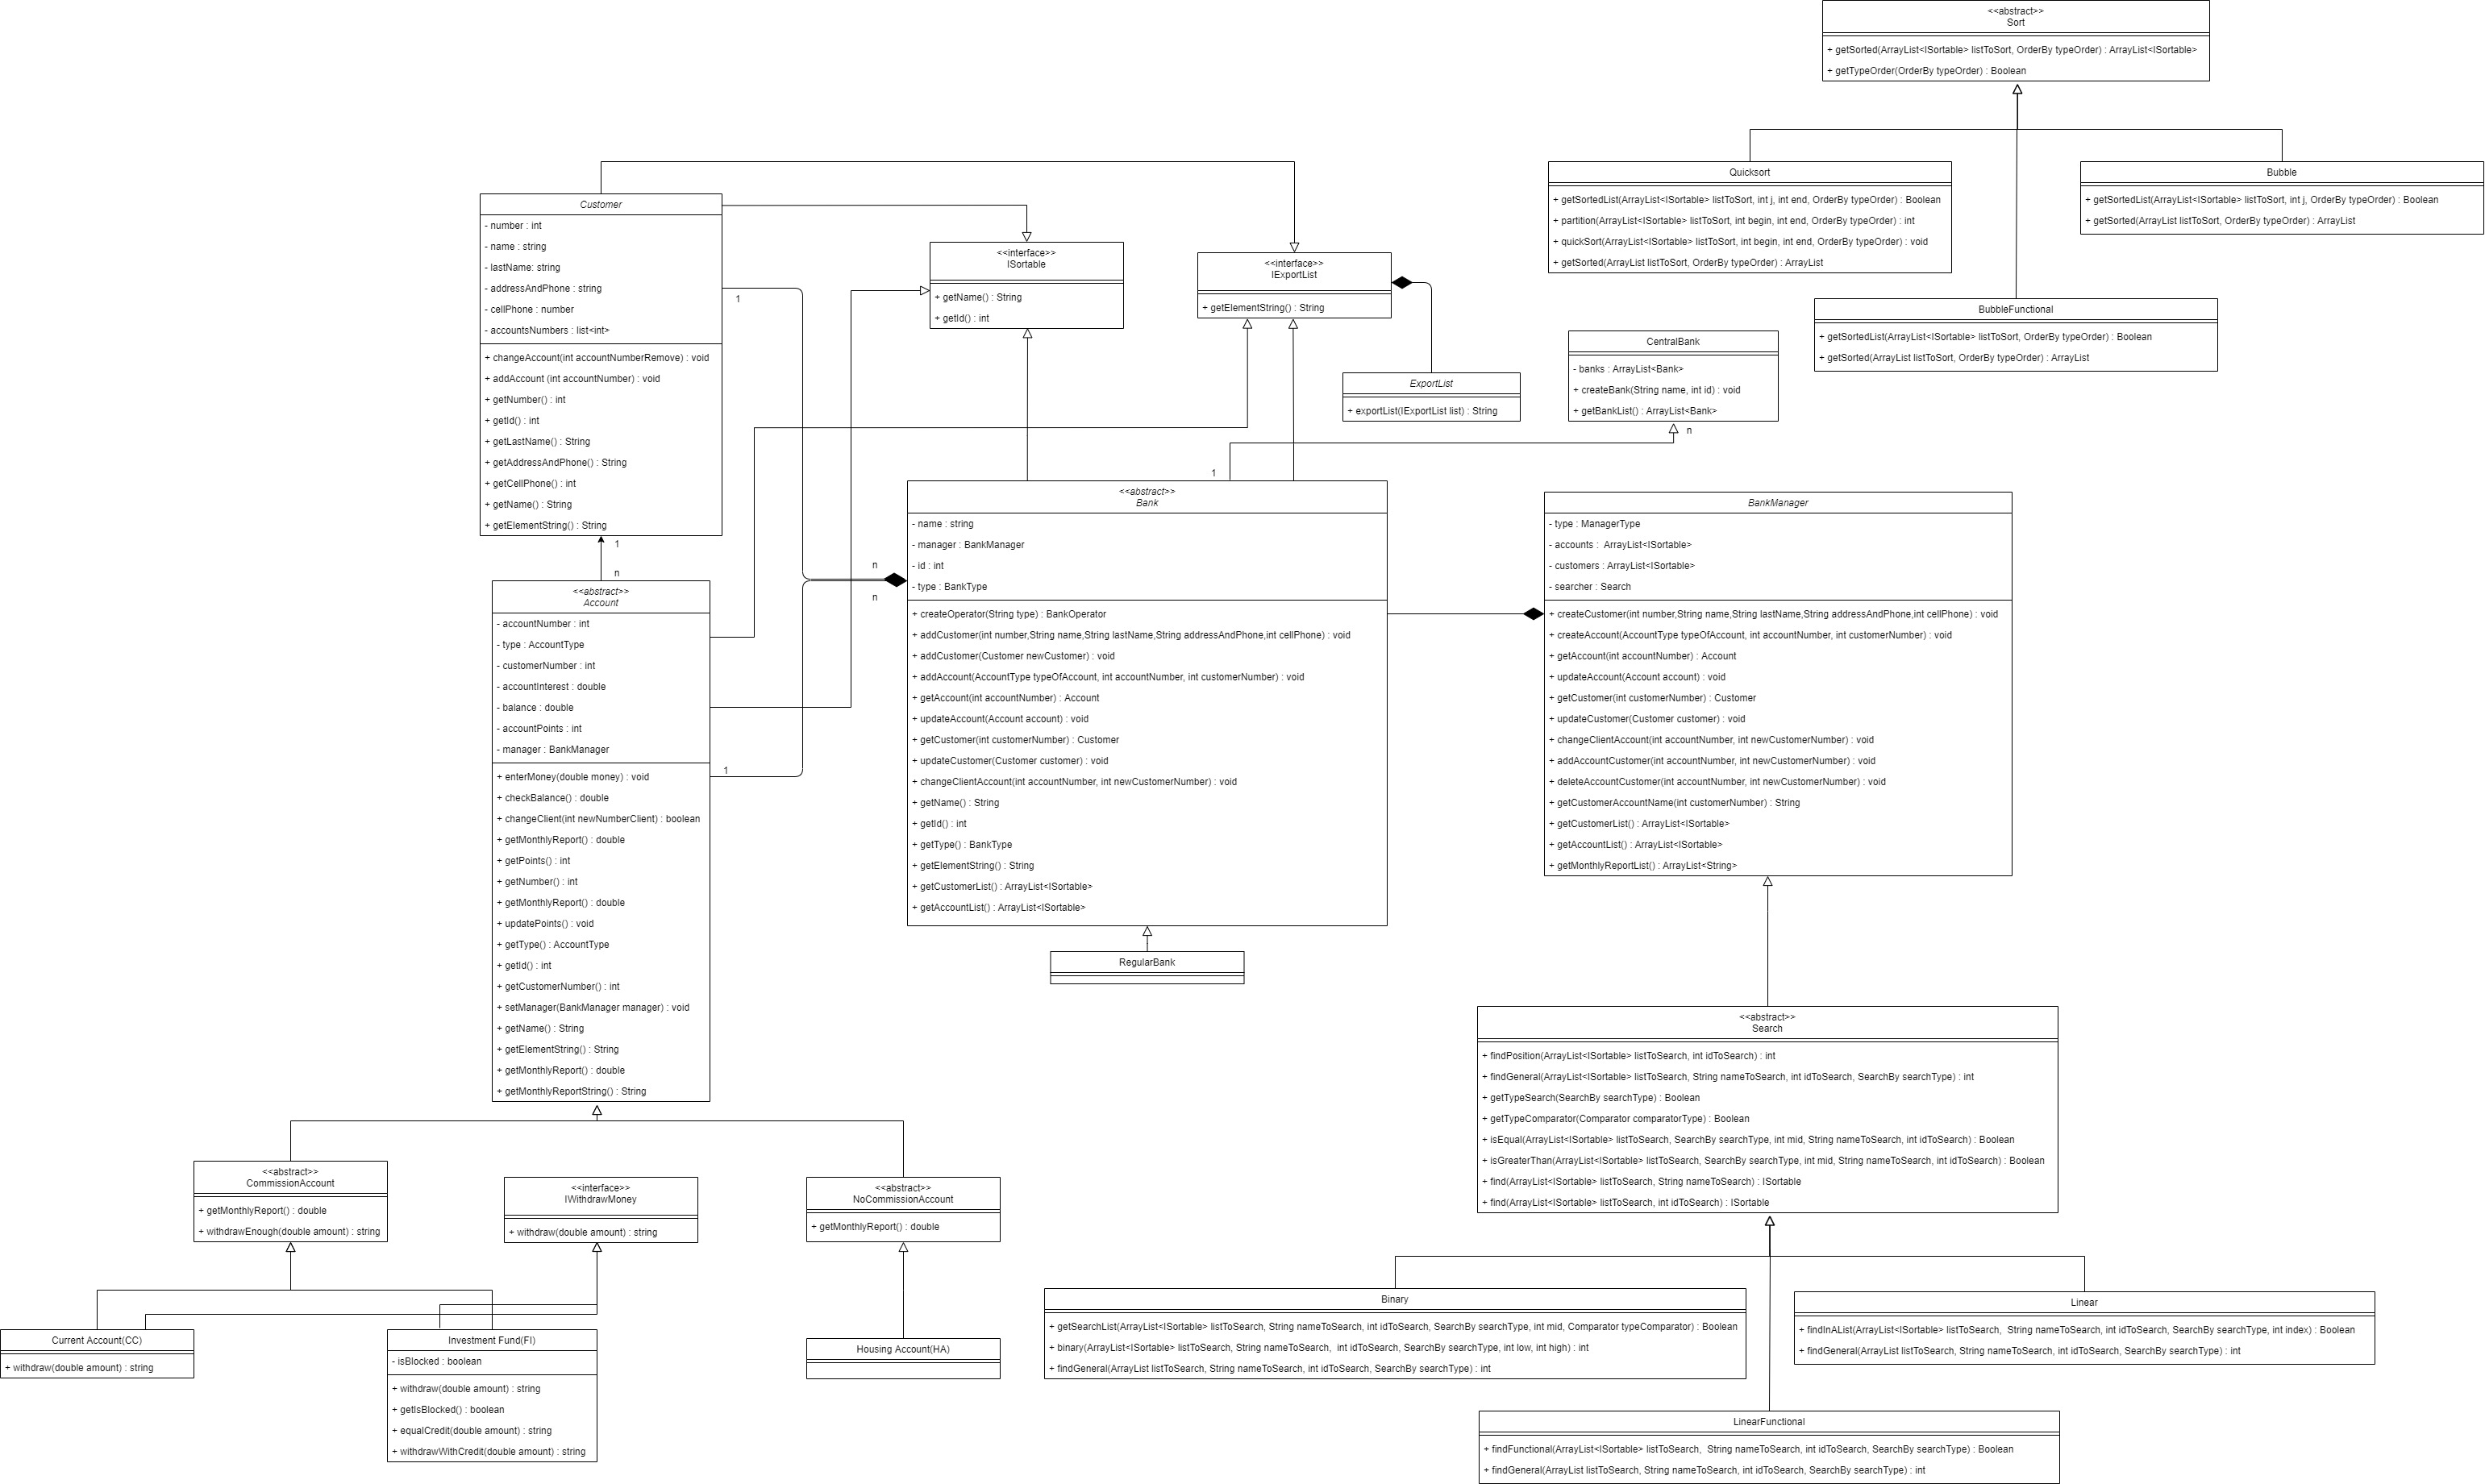 <<abstract>>
Sort
+ getSorted(ArrayList<ISortable> listToSort, OrderBy typeOrder) : ArrayList<ISortable>
+ getTypeOrder(OrderBy typeOrder) : Boolean
Quicksort
+ getSortedList(ArrayList<ISortable> listToSort, int j, int end, OrderBy typeOrder) : Boolean
+ partition(ArrayList<ISortable> listToSort, int begin, int end, OrderBy typeOrder) : int
+ quickSort(ArrayList<ISortable> listToSort, int begin, int end, OrderBy typeOrder) : void
+ getSorted(ArrayList listToSort, OrderBy typeOrder) : ArrayList
Bubble
+ getSortedList(ArrayList<ISortable> listToSort, int j, OrderBy typeOrder) : Boolean
+ getSorted(ArrayList listToSort, OrderBy typeOrder) : ArrayList
BubbleFunctional
+ getSortedList(ArrayList<ISortable> listToSort, OrderBy typeOrder) : Boolean
+ getSorted(ArrayList listToSort, OrderBy typeOrder) : ArrayList
Customer
- number : int
- name : string
- lastName: string
- addressAndPhone : string
- cellPhone : number
- accountsNumbers : list<int>
+ changeAccount(int accountNumberRemove) : void
+ addAccount (int accountNumber) : void
+ getNumber() : int
+ getId() : int
+ getLastName() : String
+ getAddressAndPhone() : String
+ getCellPhone() : int
+ getName() : String
+ getElementString() : String
1
<<interface>>
ISortable
+ getName() : String
+ getId() : int
<<interface>>
IExportList
+ getElementString() : String
ExportList
+ exportList(IExportList list) : String
CentralBank
- banks : ArrayList<Bank>
+ createBank(String name, int id) : void
+ getBankList() : ArrayList<Bank>
n
1
1
n
n
n
1
<<abstract>>
Bank
- name : string
- manager : BankManager
- id : int
- type : BankType
+ createOperator(String type) : BankOperator
+ addCustomer(int number,String name,String lastName,String addressAndPhone,int cellPhone) : void
+ addCustomer(Customer newCustomer) : void
+ addAccount(AccountType typeOfAccount, int accountNumber, int customerNumber) : void
+ getAccount(int accountNumber) : Account
+ updateAccount(Account account) : void
+ getCustomer(int customerNumber) : Customer
+ updateCustomer(Customer customer) : void
+ changeClientAccount(int accountNumber, int newCustomerNumber) : void
+ getName() : String
+ getId() : int
+ getType() : BankType
+ getElementString() : String
+ getCustomerList() : ArrayList<ISortable>
+ getAccountList() : ArrayList<ISortable>
RegularBank
BankManager
- type : ManagerType
- accounts :  ArrayList<ISortable>
- customers : ArrayList<ISortable>
- searcher : Search
+ createCustomer(int number,String name,String lastName,String addressAndPhone,int cellPhone) : void
+ createAccount(AccountType typeOfAccount, int accountNumber, int customerNumber) : void
+ getAccount(int accountNumber) : Account
+ updateAccount(Account account) : void
+ getCustomer(int customerNumber) : Customer
+ updateCustomer(Customer customer) : void
+ changeClientAccount(int accountNumber, int newCustomerNumber) : void
+ addAccountCustomer(int accountNumber, int newCustomerNumber) : void
+ deleteAccountCustomer(int accountNumber, int newCustomerNumber) : void
+ getCustomerAccountName(int customerNumber) : String
+ getCustomerList() : ArrayList<ISortable>
+ getAccountList() : ArrayList<ISortable>
+ getMonthlyReportList() : ArrayList<String>
<<abstract>>
Account
- accountNumber : int
- type : AccountType
- customerNumber : int
- accountInterest : double
- balance : double
- accountPoints : int
- manager : BankManager
+ enterMoney(double money) : void
+ checkBalance() : double
+ changeClient(int newNumberClient) : boolean
+ getMonthlyReport() : double
+ getPoints() : int
+ getNumber() : int
+ getMonthlyReport() : double
+ updatePoints() : void
+ getType() : AccountType
+ getId() : int
+ getCustomerNumber() : int
+ setManager(BankManager manager) : void
+ getName() : String
+ getElementString() : String
+ getMonthlyReport() : double
+ getMonthlyReportString() : String
<<abstract>>
CommissionAccount
+ getMonthlyReport() : double
+ withdrawEnough(double amount) : string
<<interface>>
IWithdrawMoney
+ withdraw(double amount) : string
<<abstract>>
NoCommissionAccount
+ getMonthlyReport() : double
Current Account(CC)
+ withdraw(double amount) : string
Investment Fund(FI)
- isBlocked : boolean
+ withdraw(double amount) : string
+ getIsBlocked() : boolean
+ equalCredit(double amount) : string
+ withdrawWithCredit(double amount) : string
Housing Account(HA)
<<abstract>>
Search
+ findPosition(ArrayList<ISortable> listToSearch, int idToSearch) : int
+ findGeneral(ArrayList<ISortable> listToSearch, String nameToSearch, int idToSearch, SearchBy searchType) : int
+ getTypeSearch(SearchBy searchType) : Boolean
+ getTypeComparator(Comparator comparatorType) : Boolean
+ isEqual(ArrayList<ISortable> listToSearch, SearchBy searchType, int mid, String nameToSearch, int idToSearch) : Boolean
+ isGreaterThan(ArrayList<ISortable> listToSearch, SearchBy searchType, int mid, String nameToSearch, int idToSearch) : Boolean
+ find(ArrayList<ISortable> listToSearch, String nameToSearch) : ISortable
+ find(ArrayList<ISortable> listToSearch, int idToSearch) : ISortable
Binary
+ getSearchList(ArrayList<ISortable> listToSearch, String nameToSearch, int idToSearch, SearchBy searchType, int mid, Comparator typeComparator) : Boolean
+ binary(ArrayList<ISortable> listToSearch, String nameToSearch,  int idToSearch, SearchBy searchType, int low, int high) : int
+ findGeneral(ArrayList listToSearch, String nameToSearch, int idToSearch, SearchBy searchType) : int
Linear
+ findInAList(ArrayList<ISortable> listToSearch,  String nameToSearch, int idToSearch, SearchBy searchType, int index) : Boolean
+ findGeneral(ArrayList listToSearch, String nameToSearch, int idToSearch, SearchBy searchType) : int
LinearFunctional
+ findFunctional(ArrayList<ISortable> listToSearch,  String nameToSearch, int idToSearch, SearchBy searchType) : Boolean
+ findGeneral(ArrayList listToSearch, String nameToSearch, int idToSearch, SearchBy searchType) : int